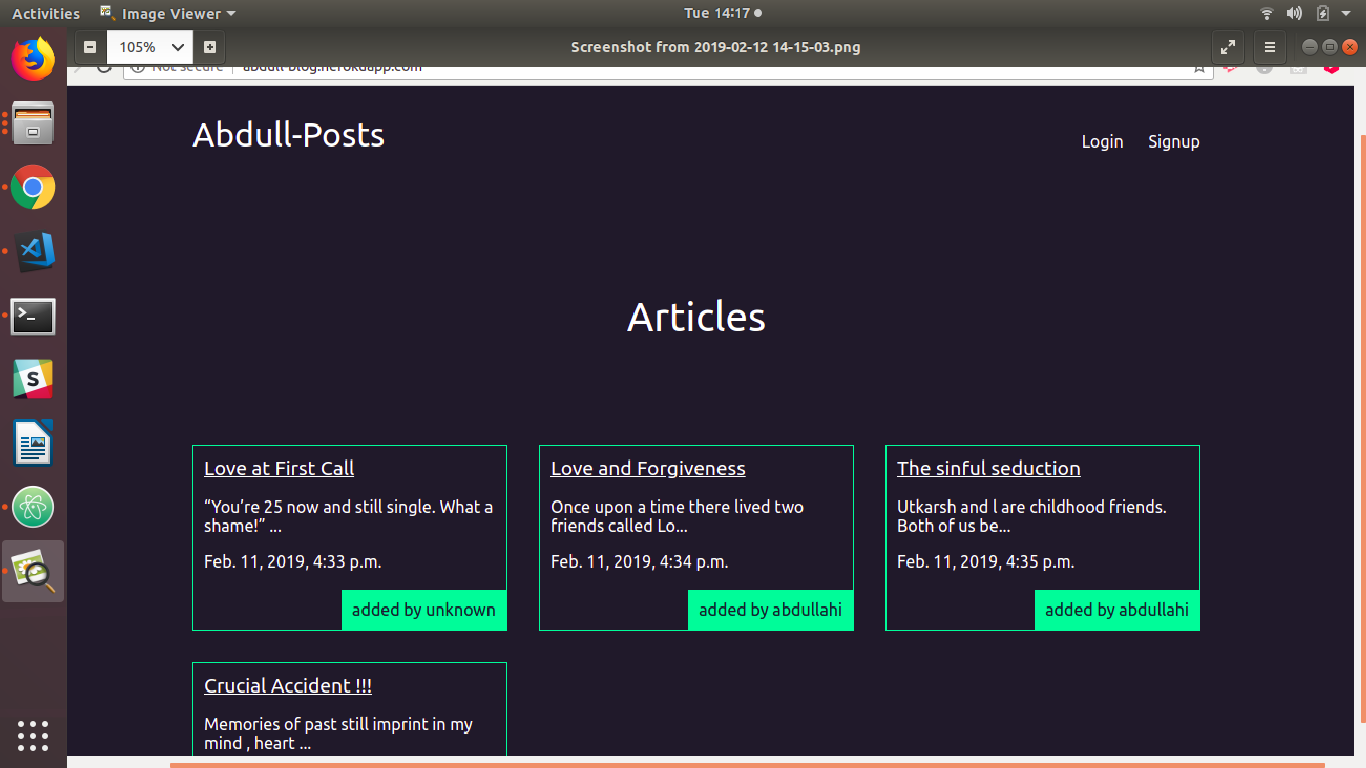 Activities Image Viewer Tue 14:17
105% Screenshot from 2019-02-12 14-15-03.png
Not secure abdull-blog.herokuapp.com
Abdull-Posts
Login Signup
Articles
Love at First Call
“You’re 25 now and still single. What a
shame!” ...
Feb. 11, 2019, 4:33 p.m.
added by unknown
Love and Forgiveness
Once upon a time there lived two
friends called Lo...
Feb. 11, 2019, 4:34 p.m.
added by abdullahi
The sinful seduction
Utkarsh and I are childhood friends.
Both of us be...
Feb. 11, 2019, 4:35 p.m.
added by abdullahi
Crucial Accident !!!
Memories of past still imprint in my
mind , heart ...